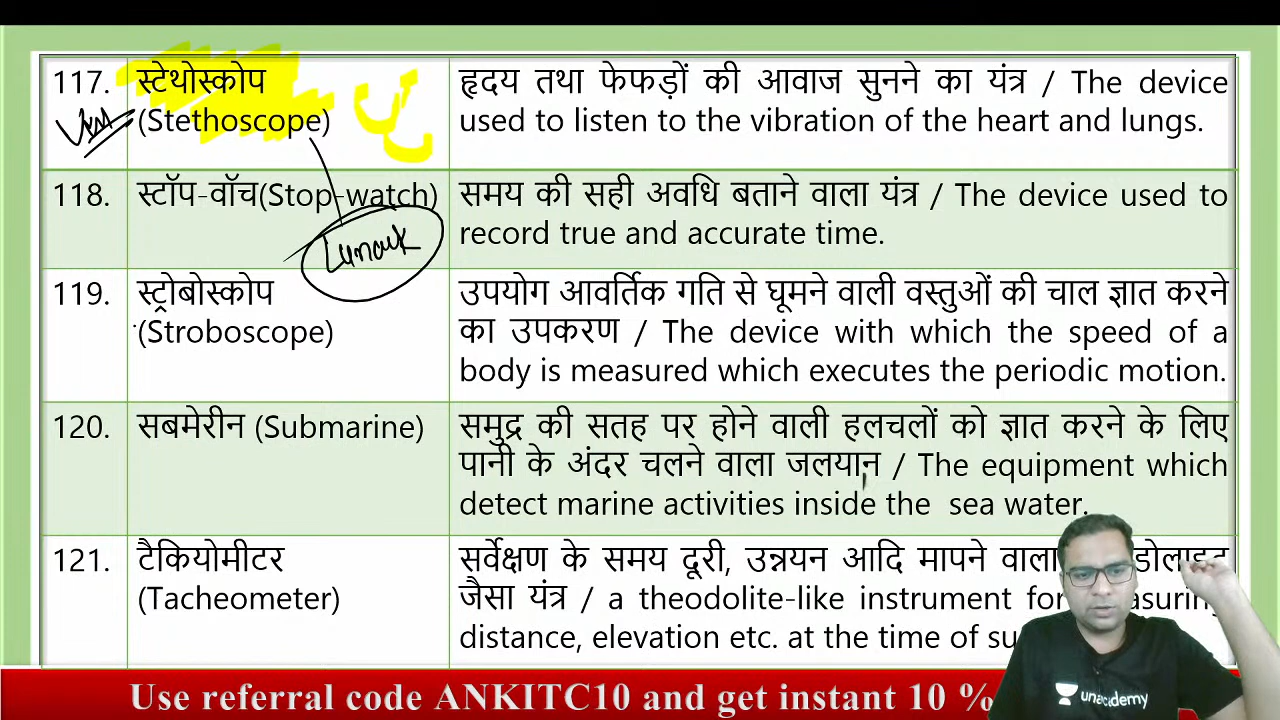 117. स्टेथोस्कोप
(Stethoscope)
हृदय तथा फेफड़ों की आवाज सुनने का यंत्र / The device
used to listen to the vibration of the heart and lungs.
118. स्टॉप-वॉच(Stop-watch)
समय की सही अवधि बताने वाला यंत्र / The device used to
record true and accurate time.
119. स्ट्रोबोस्कोप
(Stroboscope)
उपयोग आवर्तिक गति से घूमने वाली वस्तुओं की चाल ज्ञात करने
का उपकरण / The device with which the speed of a
body is measured which executes the periodic motion.
120. सबमेरीन (Submarine)
समुद्र की सतह पर होने वाली हलचलों को ज्ञात करने के लिए
पानी के अंदर चलने वाला जलयान / The equipment which
detect marine activities inside the sea water.
121. टैकियोमीटर
(Tacheometer)
सर्वेक्षण के समय दूरी, उन्नयन आदि मापने वाला
जैसा यंत्र / a theodolite-like instrument for
distance, elevation etc. at the time of
unacademy
Use referral code ANKITC10 and get instant 10 %